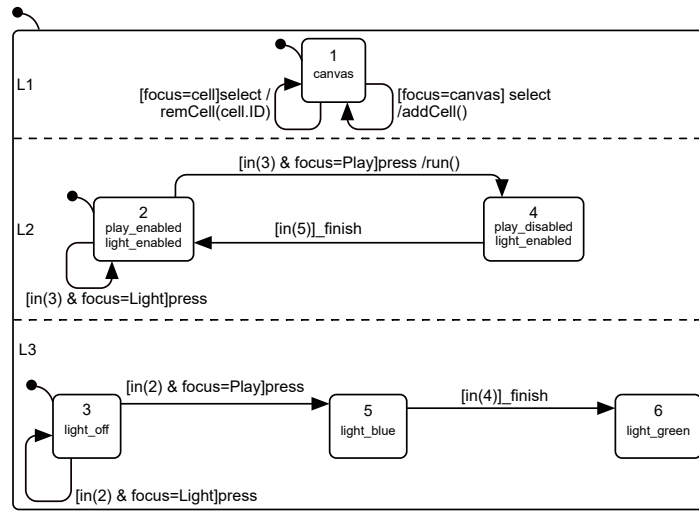 1
canvas
L1
[focus=cell]select /
remCell(cell.ID)
[focus=canvas] select
/addCell()
[in(3) & focus=Play]press /run()
L2
2
play_enabled
light_enabled
[in(5)]_finish
4
play_disabled
light_enabled
[in(3) & focus=Light]press
L3
[in(2) & focus=Play]press
[in(4)]_finish
3
light_off
5
light_blue
6
light_green
[in(2) & focus=Light]press